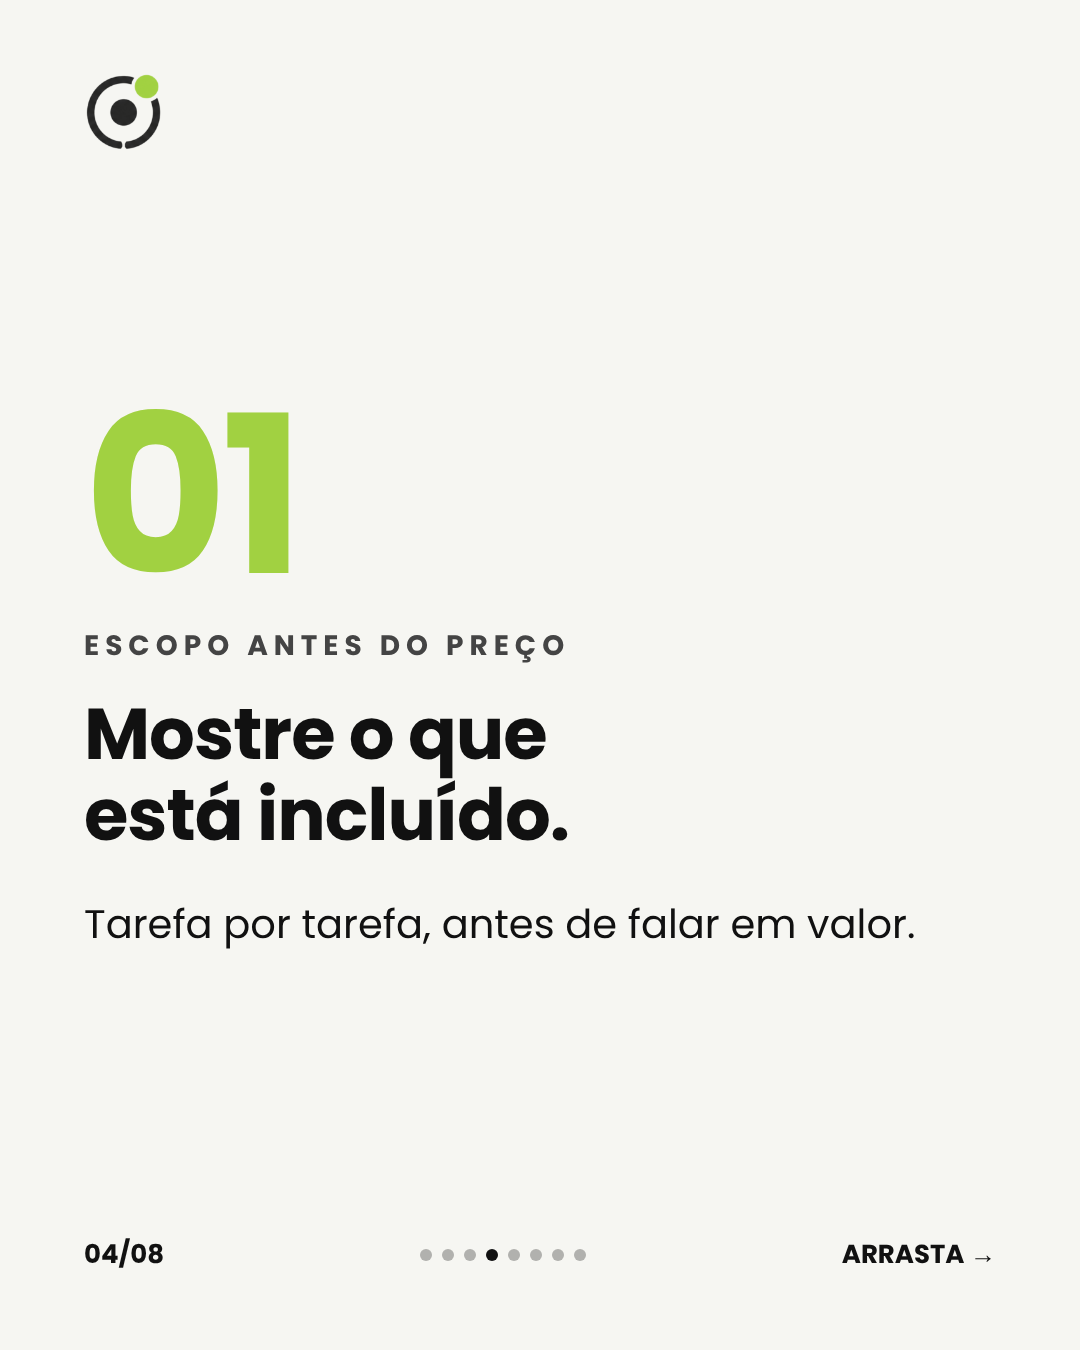 01
ESCOPO ANTES DO PREÇO
Mostre o que
está incluído.
Tarefa por tarefa, antes de falar em valor.
04/08
ARRASTA →